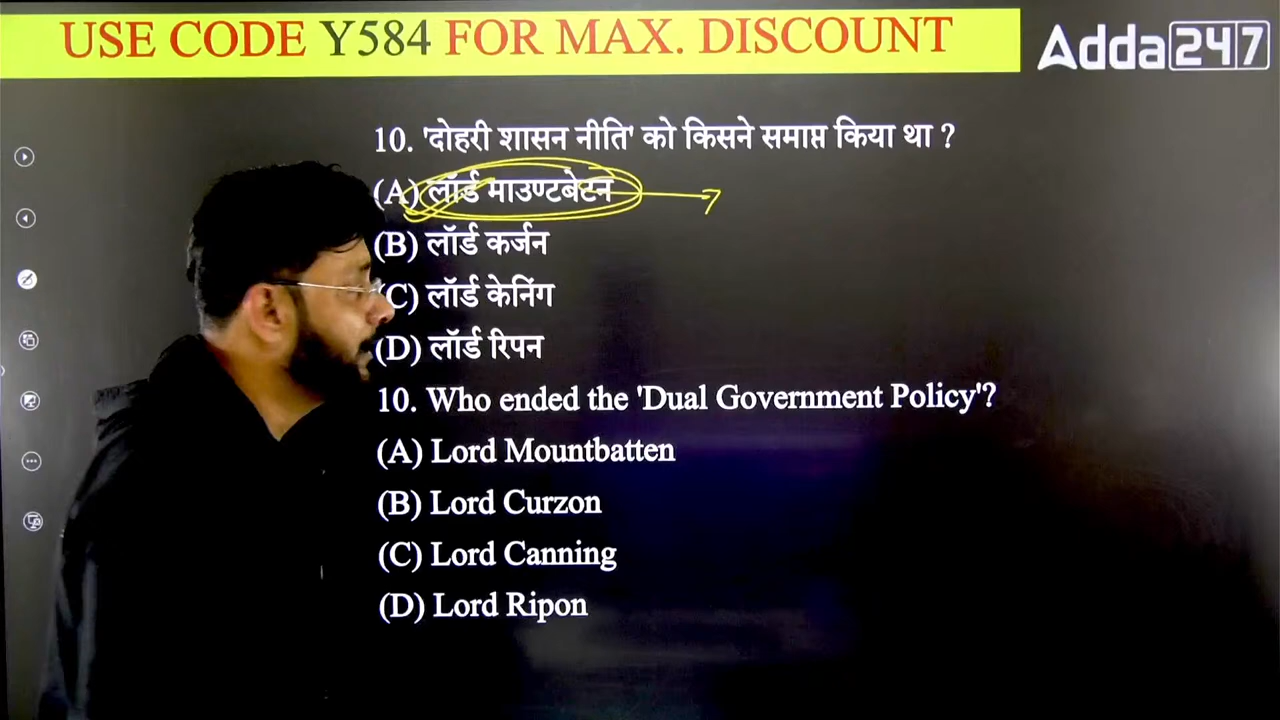 USE CODE Y584 FOR MAX. DISCOUNT
Adda247
10. 'दोहरी शासन नीति' को किसने समाप्त किया था ?
(A) लॉर्ड माउण्टबेटन
(B) लॉर्ड कर्जन
(C) लॉर्ड केनिंग
(D) लॉर्ड रिपन
10. Who ended the 'Dual Government Policy'?
(A) Lord Mountbatten
(B) Lord Curzon
(C) Lord Canning
(D) Lord Ripon